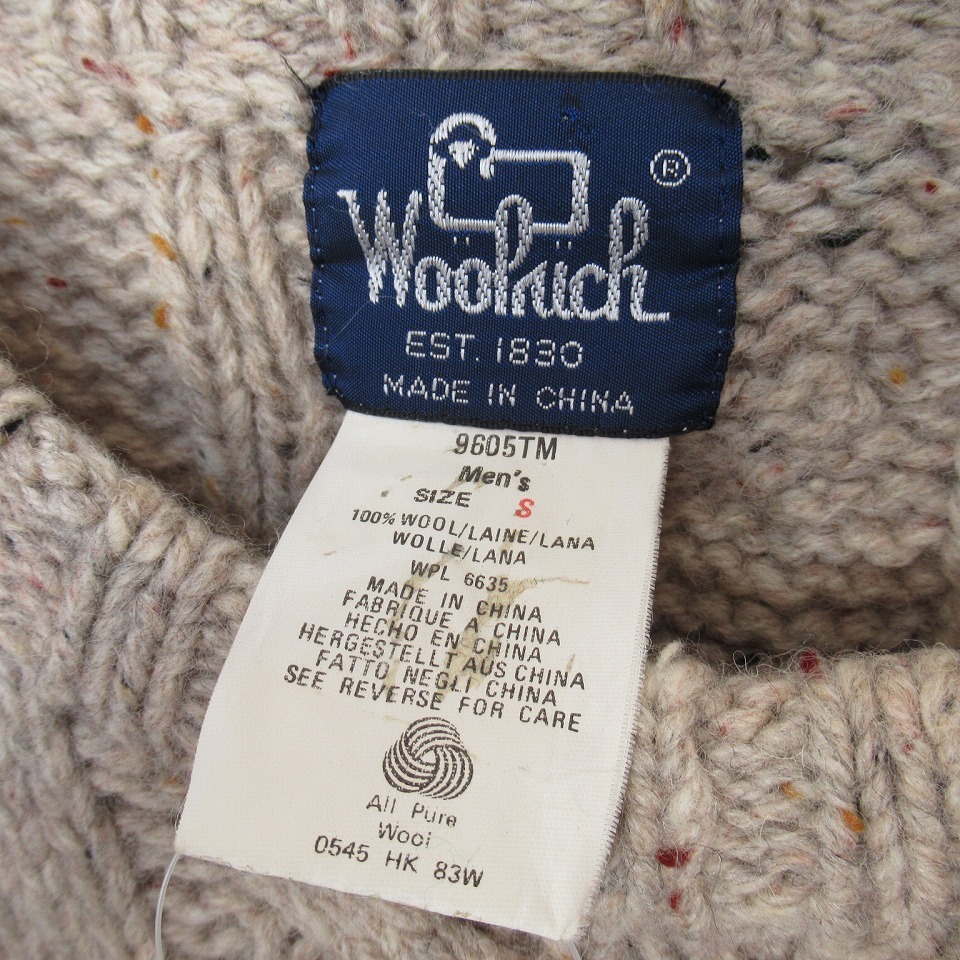 Woolrich
®
EST. 1830
MADE IN CHINA
9605TM
Men's
SIZE S
100% WOOL/LAINE/LANA
WOLLE/LANA
WPL 6635
MADE IN CHINA
FABRIQUE A CHINA
HECHO EN CHINA
HERGESTELLT AUS CHINA
FATTO NEGLI CHINA
SEE REVERSE FOR CARE
All Pure
Wool
0545 HK 83W